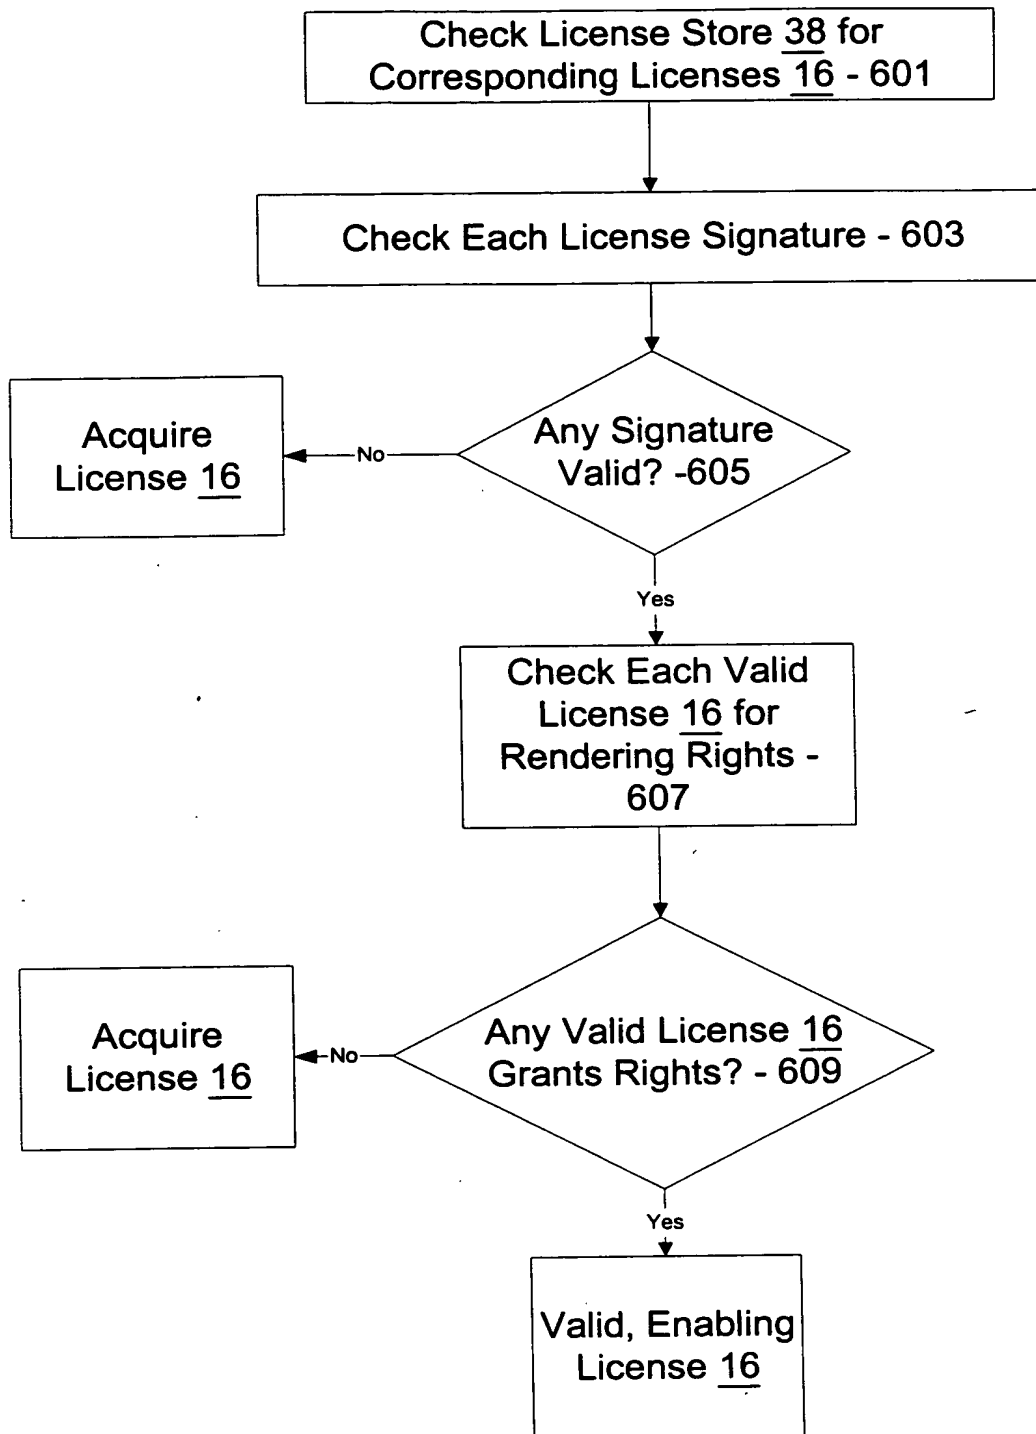 Check License Store 38 for
Corresponding Licenses 16 - 601
Check Each License Signature - 603
Any Signature
Valid? -605
No
Acquire
License 16
Yes
Check Each Valid
License 16 for
Rendering Rights -
607
Any Valid License 16
Grants Rights? - 609
No
Acquire
License 16
Yes
Valid, Enabling
License 16